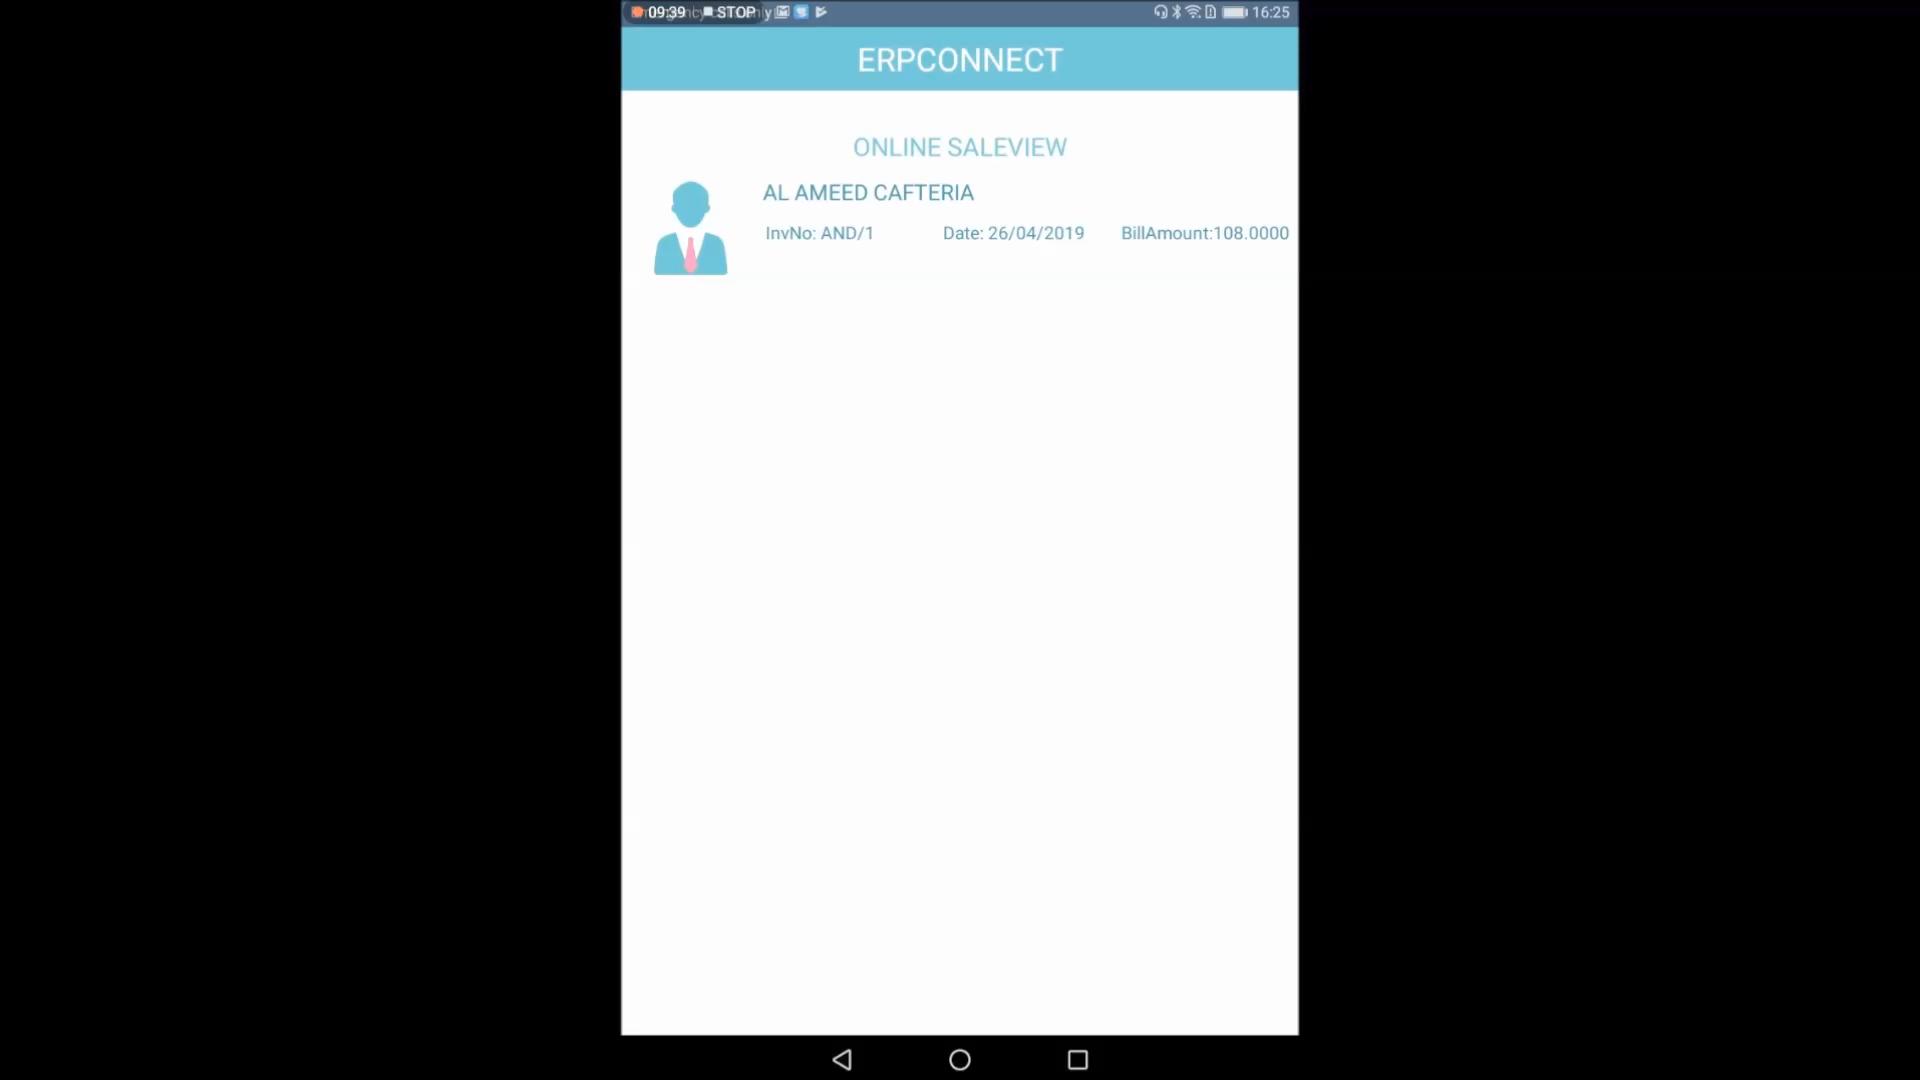 09:39 STOP 16:25
ERPCONNECT
ONLINE SALEVIEW
AL AMEED CAFTERIA
InvNo: AND/1 Date: 26/04/2019 BillAmount:108.0000